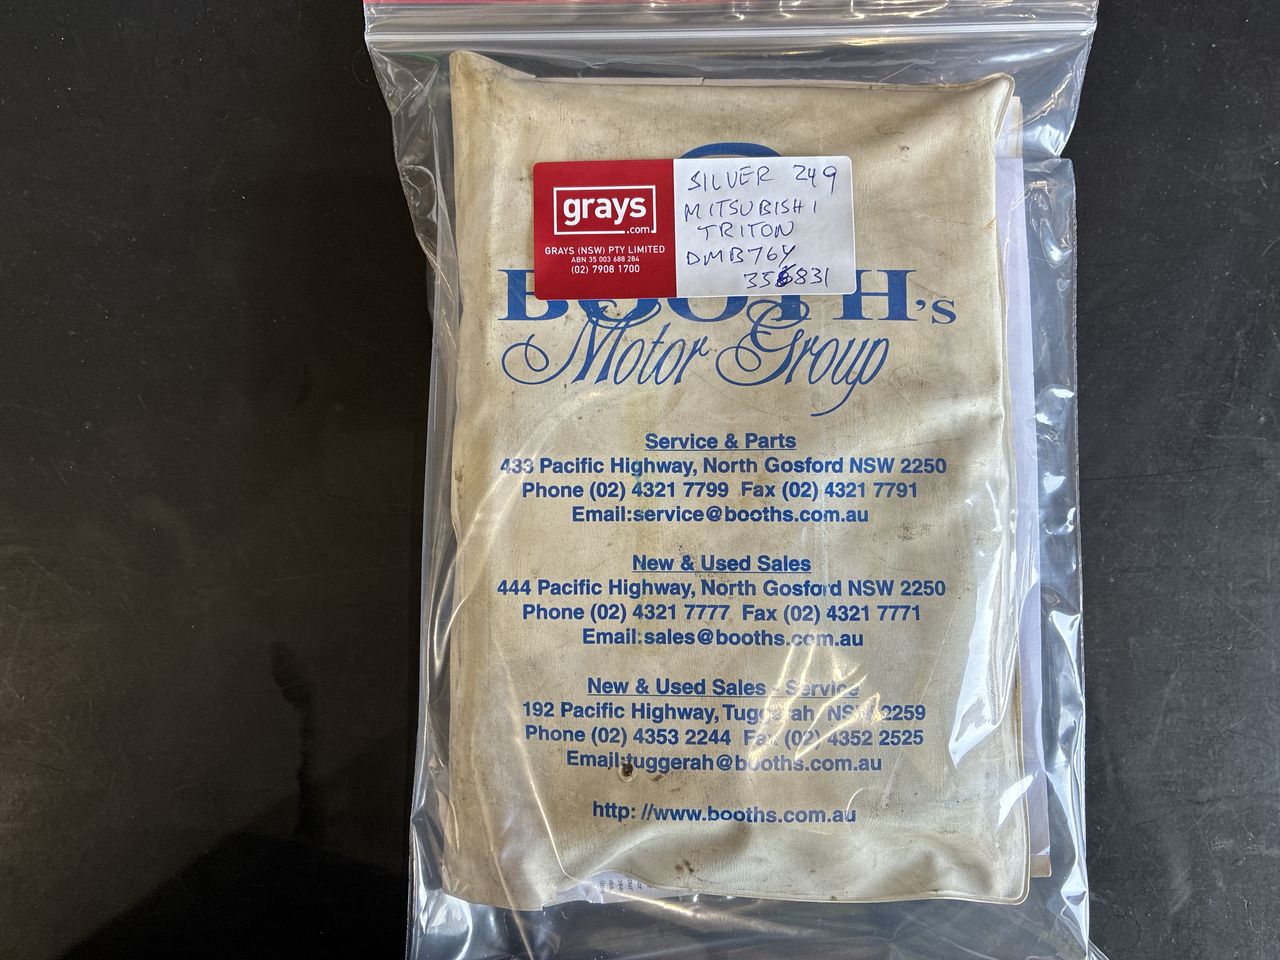 grays
.com
GRAYS (NSW) PTY LIMITED
ABN 35 003 688 284
(02) 7908 1700
SILVER 249
MITSUBISHI
TRITON
DMB76Y
BOOTH's
Motor Group
Service & Parts
433 Pacific Highway, North Gosford NSW 2250
Phone (02) 4321 7799 Fax (02) 4321 7791
Email:service@booths.com.au
New & Used Sales
444 Pacific Highway, North Gosford NSW 2250
Phone (02) 4321 7777 Fax (02) 4321 7771
Email:sales@booths.com.au
New & Used Sales - Service
192 Pacific Highway, Tuggerah NSW 2259
Phone (02) 4353 2244 Fax (02) 4352 2525
Email:tuggerah@booths.com.au
http: //www.booths.com.au